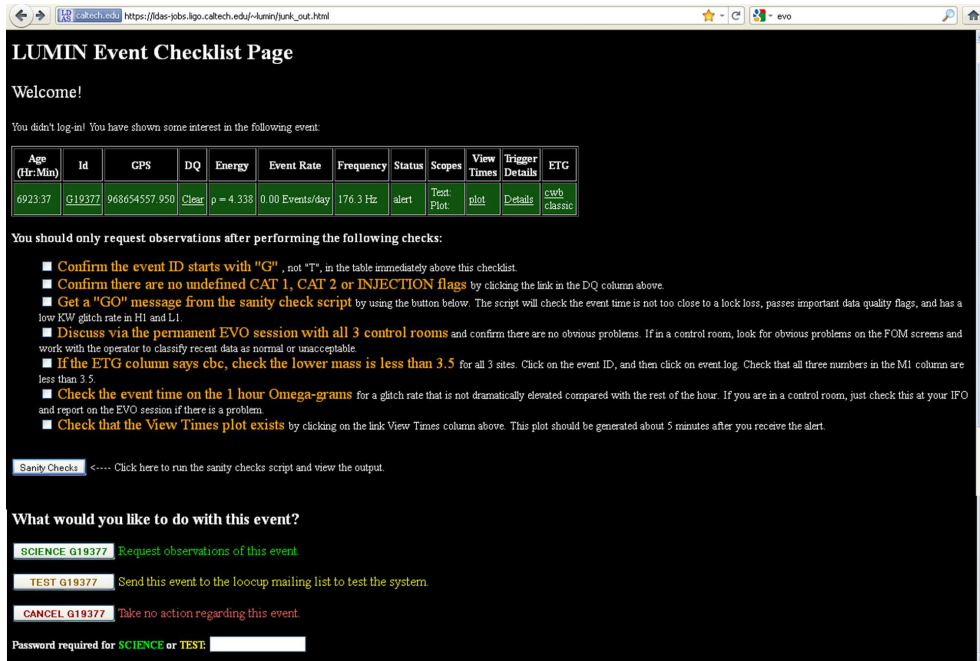 caltech.edu https://ldas-jobs.ligo.caltech.edu/~lumin/junk_out.html evo
LUMIN Event Checklist Page
Welcome!
You didn't log-in! You have shown some interest in the following event:
Age (Hr:Min) Id GPS DQ Energy Event Rate Frequency Status Scopes View Times Trigger Details ETG
6923:37 G19377 968654557.950 Clear ρ = 4.338 0.00 Events/day 176.3 Hz alert Text: Plot: plot Details cwb classic
You should only request observations after performing the following checks:
Confirm the event ID starts with "G" , not "T", in the table immediately above this checklist.
Confirm there are no undefined CAT 1, CAT 2 or INJECTION flags by clicking the link in the DQ column above.
Get a "GO" message from the sanity check script by using the button below. The script will check the event time is not too close to a lock loss, passes important data quality flags, and has a
low KW glitch rate in H1 and L1.
Discuss via the permanent EVO session with all 3 control rooms and confirm there are no obvious problems. If in a control room, look for obvious problems on the FOM screens and
work with the operator to classify recent data as normal or unacceptable.
If the ETG column says cbc, check the lower mass is less than 3.5 for all 3 sites. Click on the event ID, and then click on event.log. Check that all three numbers in the M1 column are
less than 3.5.
Check the event time on the 1 hour Omega-grams for a glitch rate that is not dramatically elevated compared with the rest of the hour. If you are in a control room, just check this at your IFO
and report on the EVO session if there is a problem.
Check that the View Times plot exists by clicking on the link View Times column above. This plot should be generated about 5 minutes after you receive the alert.
Sanity Checks <---- Click here to run the sanity checks script and view the output.
What would you like to do with this event?
SCIENCE G19377 Request observations of this event.
TEST G19377 Send this event to the loocup mailing list to test the system.
CANCEL G19377 Take no action regarding this event.
Password required for SCIENCE or TEST: